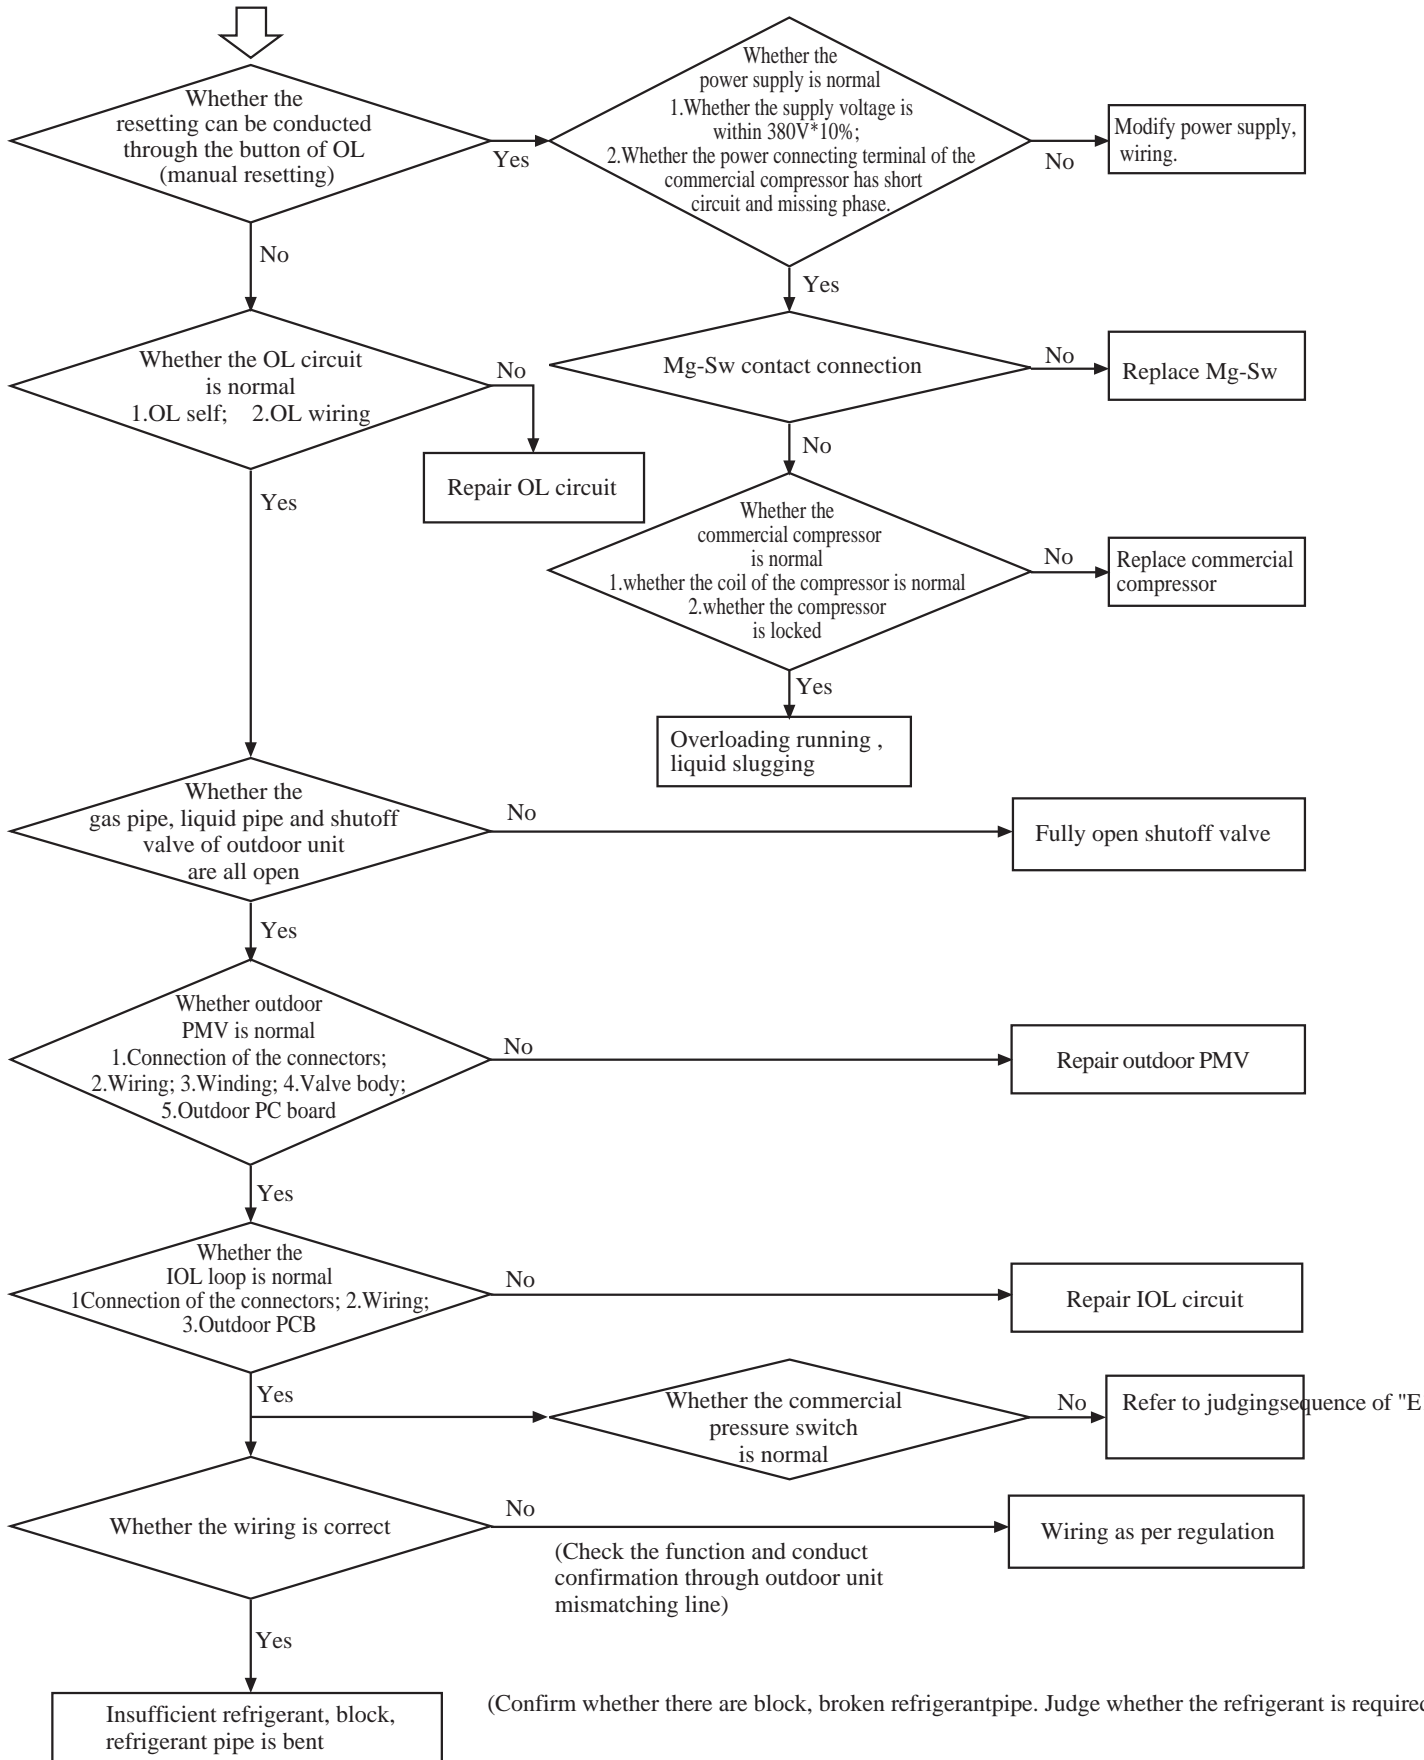 Whether the
resetting can be conducted
through the button of OL
(manual resetting)
Yes
Whether the
power supply is normal
1.Whether the supply voltage is
within 380V*10%;
2.Whether the power connecting terminal of the
commercial compressor has short
circuit and missing phase.
No
Modify power supply,
wiring.
No
Yes
Whether the OL circuit
is normal
1.OL self; 2.OL wiring
No
Repair OL circuit
Mg-Sw contact connection
No
Replace Mg-Sw
No
Yes
Whether the
commercial compressor
is normal
1.whether the coil of the compressor is normal
2.whether the compressor
is locked
No
Replace commercial
compressor
Yes
Overloading running ,
liquid slugging
Whether the
gas pipe, liquid pipe and shutoff
valve of outdoor unit
are all open
No
Fully open shutoff valve
Yes
Whether outdoor
PMV is normal
1.Connection of the connectors;
2.Wiring; 3.Winding; 4.Valve body;
5.Outdoor PC board
No
Repair outdoor PMV
Yes
Whether the
IOL loop is normal
1Connection of the connectors; 2.Wiring;
3.Outdoor PCB
No
Repair IOL circuit
Yes
Whether the commercial
pressure switch
is normal
No
Refer to judgingsequence of "E
Whether the wiring is correct
No
Wiring as per regulation
(Check the function and conduct
confirmation through outdoor unit
mismatching line)
Yes
Insufficient refrigerant, block,
refrigerant pipe is bent
(Confirm whether there are block, broken refrigerantpipe. Judge whether the refrigerant is required